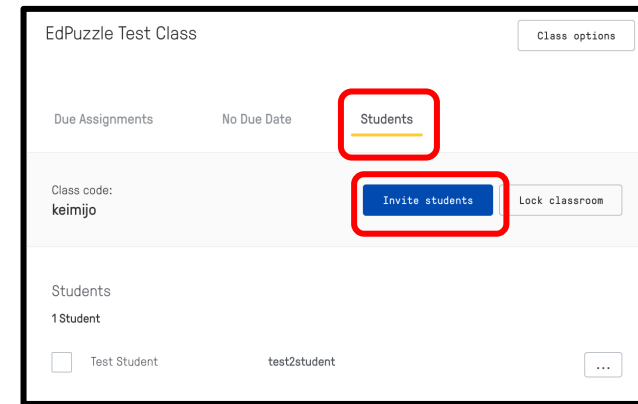 EdPuzzle Test Class
Class options
Due Assignments
No Due Date
Students
Class code:
keimijo
Invite students
Lock classroom
Students
1 Student
Test Student
test2student
...